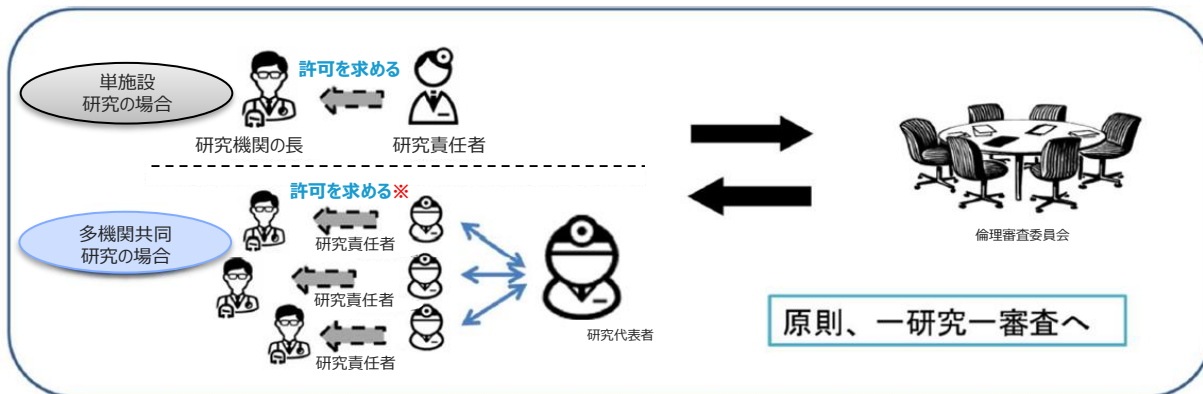 単施設
研究の場合
許可を求める
研究機関の長
研究責任者
多機関共同
研究の場合
許可を求める※
研究責任者
研究責任者
研究責任者
研究代表者
倫理審査委員会
原則、一研究一審査へ